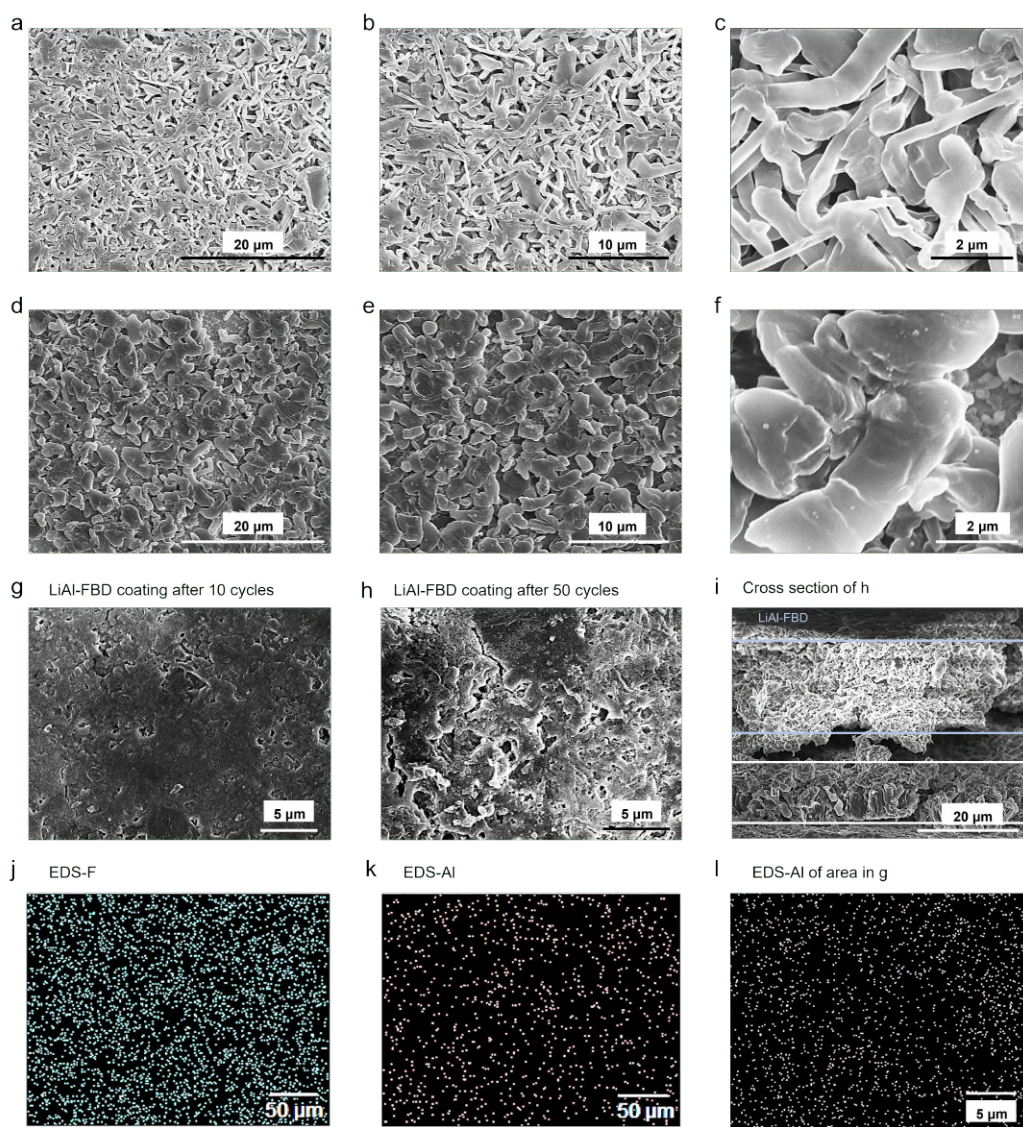 a
b
c
20 µm
10 µm
2 µm
d
e
f
20 µm
10 µm
2 µm
g LiAl-FBD coating after 10 cycles
h LiAl-FBD coating after 50 cycles
i Cross section of h
LiAl-FBD
5 µm
5 µm
20 µm
j EDS-F
k EDS-Al
l EDS-Al of area in g
50 µm
50 µm
5 µm